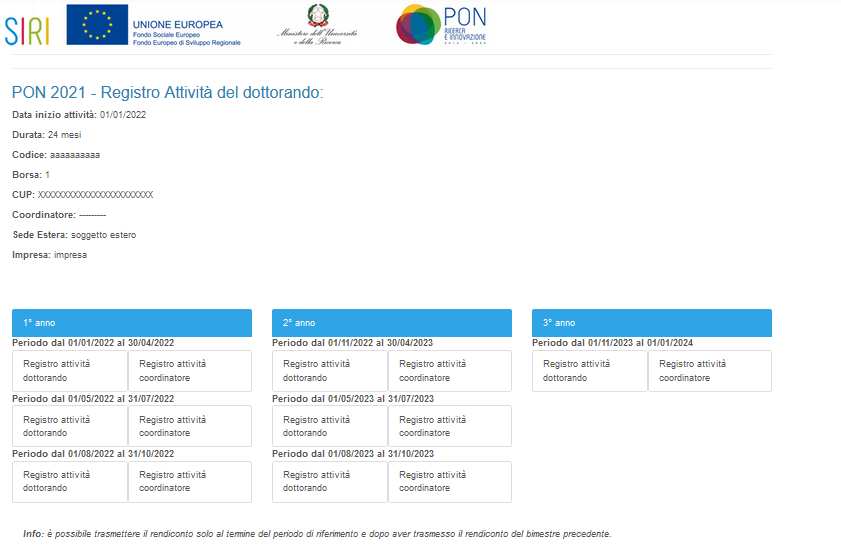 SIRI
UNIONE EUROPEA
Fondo Sociale Europeo
Fondo Europeo di Sviluppo Regionale
Ministero dell'Università
e della Ricerca
PON
RICERCA
E INNOVAZIONE
2014 - 2020
PON 2021 - Registro Attività del dottorando:
Data inizio attività: 01/01/2022
Durata: 24 mesi
Codice: aaaaaaaaaa
Borsa: 1
CUP: XXXXXXXXXXXXXXXXXXXXXXX
Coordinatore: ---------
Sede Estera: soggetto estero
Impresa: impresa
1° anno
Periodo dal 01/01/2022 al 30/04/2022
Registro attività
dottorando
Registro attività
coordinatore
Periodo dal 01/05/2022 al 31/07/2022
Registro attività
dottorando
Registro attività
coordinatore
Periodo dal 01/08/2022 al 31/10/2022
Registro attività
dottorando
Registro attività
coordinatore
2° anno
Periodo dal 01/11/2022 al 30/04/2023
Registro attività
dottorando
Registro attività
coordinatore
Periodo dal 01/05/2023 al 31/07/2023
Registro attività
dottorando
Registro attività
coordinatore
Periodo dal 01/08/2023 al 31/10/2023
Registro attività
dottorando
Registro attività
coordinatore
3° anno
Periodo dal 01/11/2023 al 01/01/2024
Registro attività
dottorando
Registro attività
coordinatore
Info: è possibile trasmettere il rendiconto solo al termine del periodo di riferimento e dopo aver trasmesso il rendiconto del bimestre precedente.